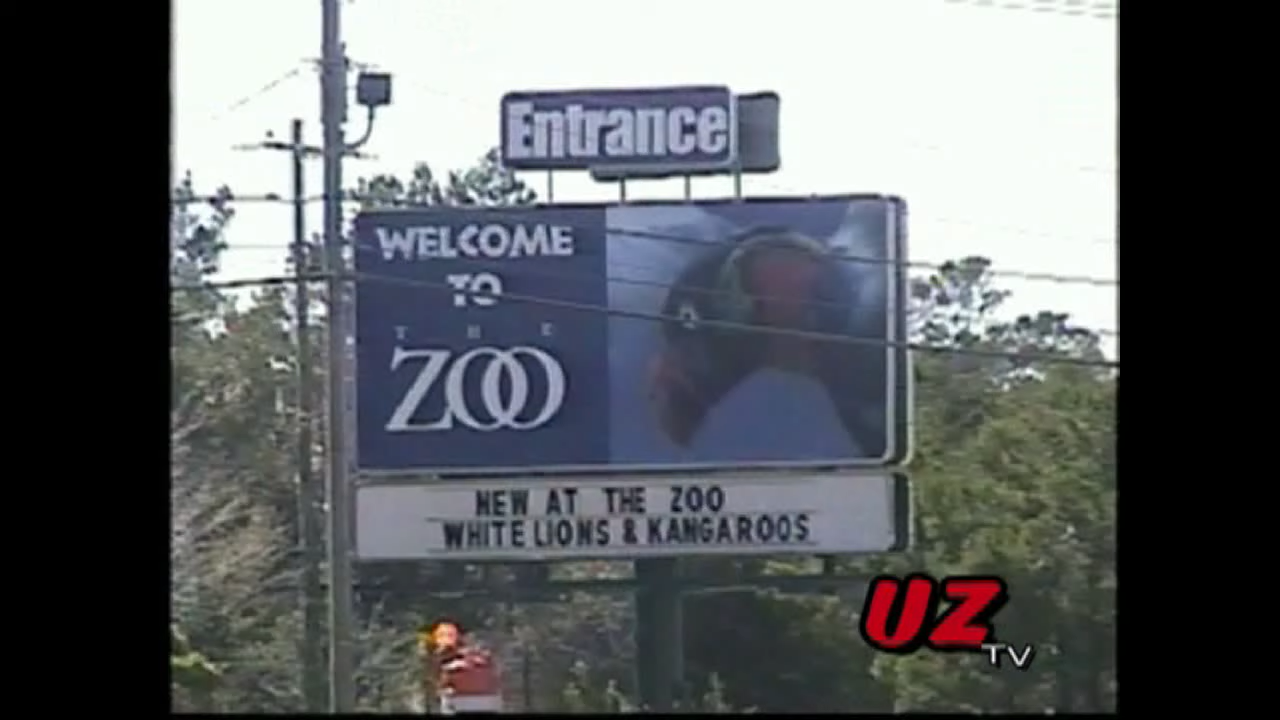 Entrance
WELCOME
TO
THE
ZOO
NEW AT THE ZOO
WHITE LIONS & KANGAROOS
UZ
TV